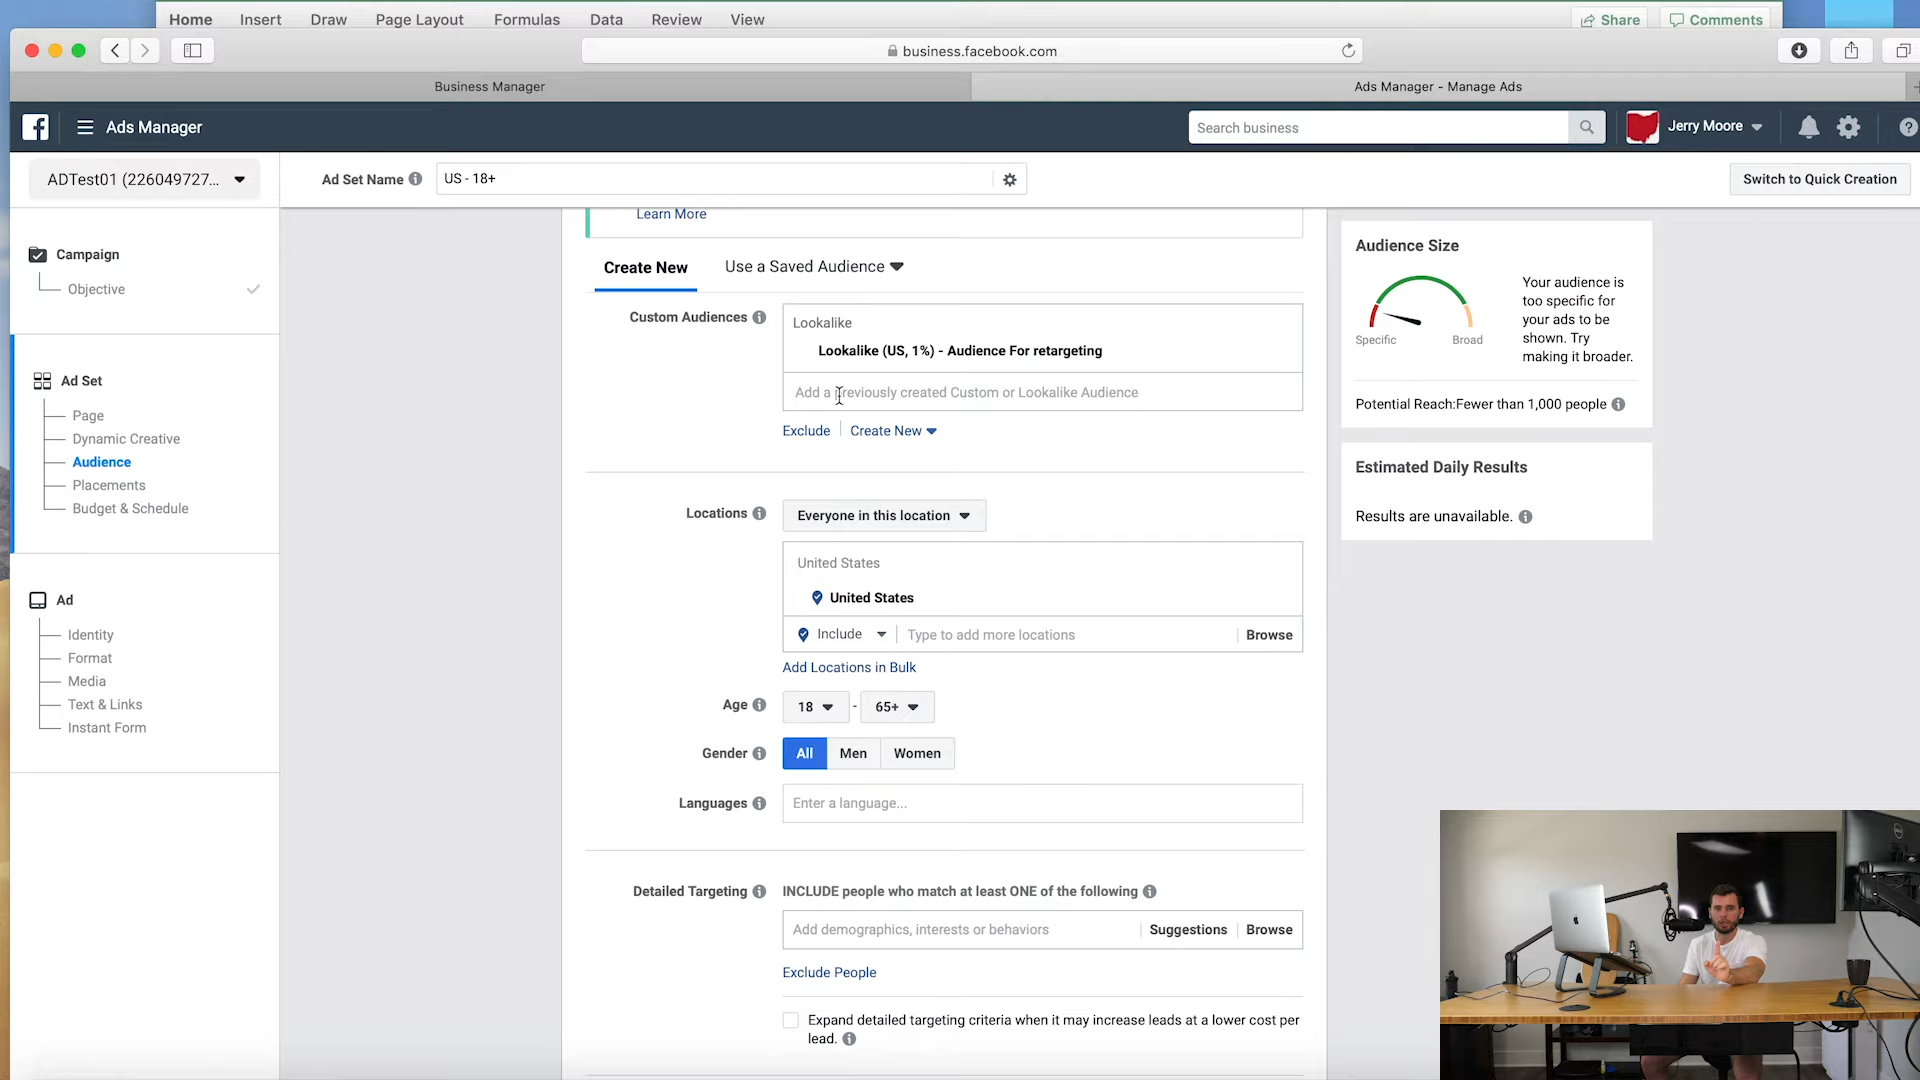 Home Insert Draw Page Layout Formulas Data Review View Share Comments
business.facebook.com
Business Manager Ads Manager - Manage Ads
Ads Manager Search business Jerry Moore
ADTest01 (226049727... Ad Set Name US - 18+ Switch to Quick Creation
Campaign
Objective
Ad Set
Page
Dynamic Creative
Audience
Placements
Budget & Schedule
Ad
Identity
Format
Media
Text & Links
Instant Form
Learn More
Create New Use a Saved Audience
Custom Audiences Lookalike
Lookalike (US, 1%) - Audience For retargeting
Add a previously created Custom or Lookalike Audience
Exclude Create New
Locations Everyone in this location
United States
United States
Include Type to add more locations Browse
Add Locations in Bulk
Age 18 - 65+
Gender All Men Women
Languages Enter a language...
Detailed Targeting INCLUDE people who match at least ONE of the following
Add demographics, interests or behaviors Suggestions Browse
Exclude People
Expand detailed targeting criteria when it may increase leads at a lower cost per
lead.
Audience Size
Specific Broad
Your audience is
too specific for
your ads to be
shown. Try
making it broader.
Potential Reach:Fewer than 1,000 people
Estimated Daily Results
Results are unavailable.